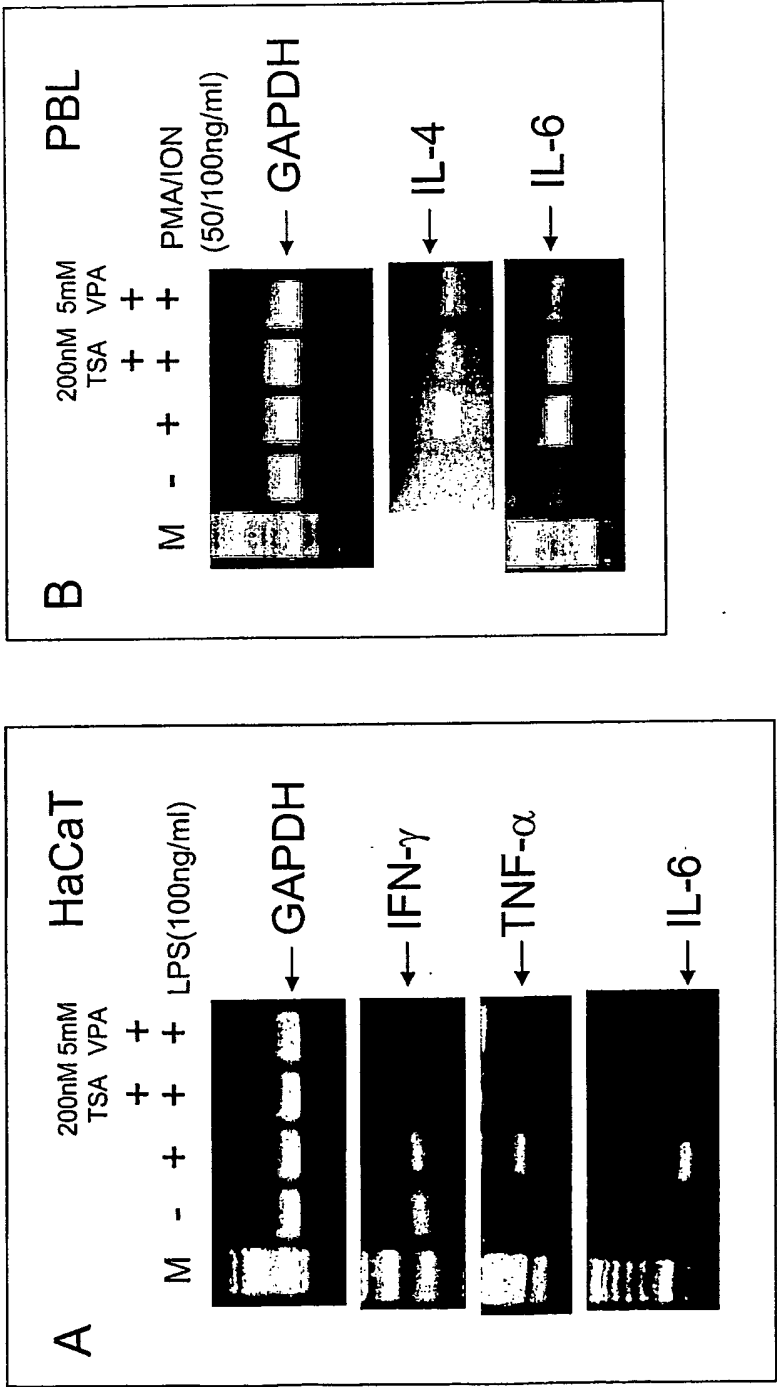 A
HaCaT
200nM 5mM
TSA VPA
+ +
M - + + + LPS(100ng/ml)
← GAPDH
← IFN-γ
← TNF-α
← IL-6
B
PBL
200nM 5mM
TSA VPA
+ +
M - + + + PMA/ION
(50/100ng/ml)
← GAPDH
← IL-4
← IL-6